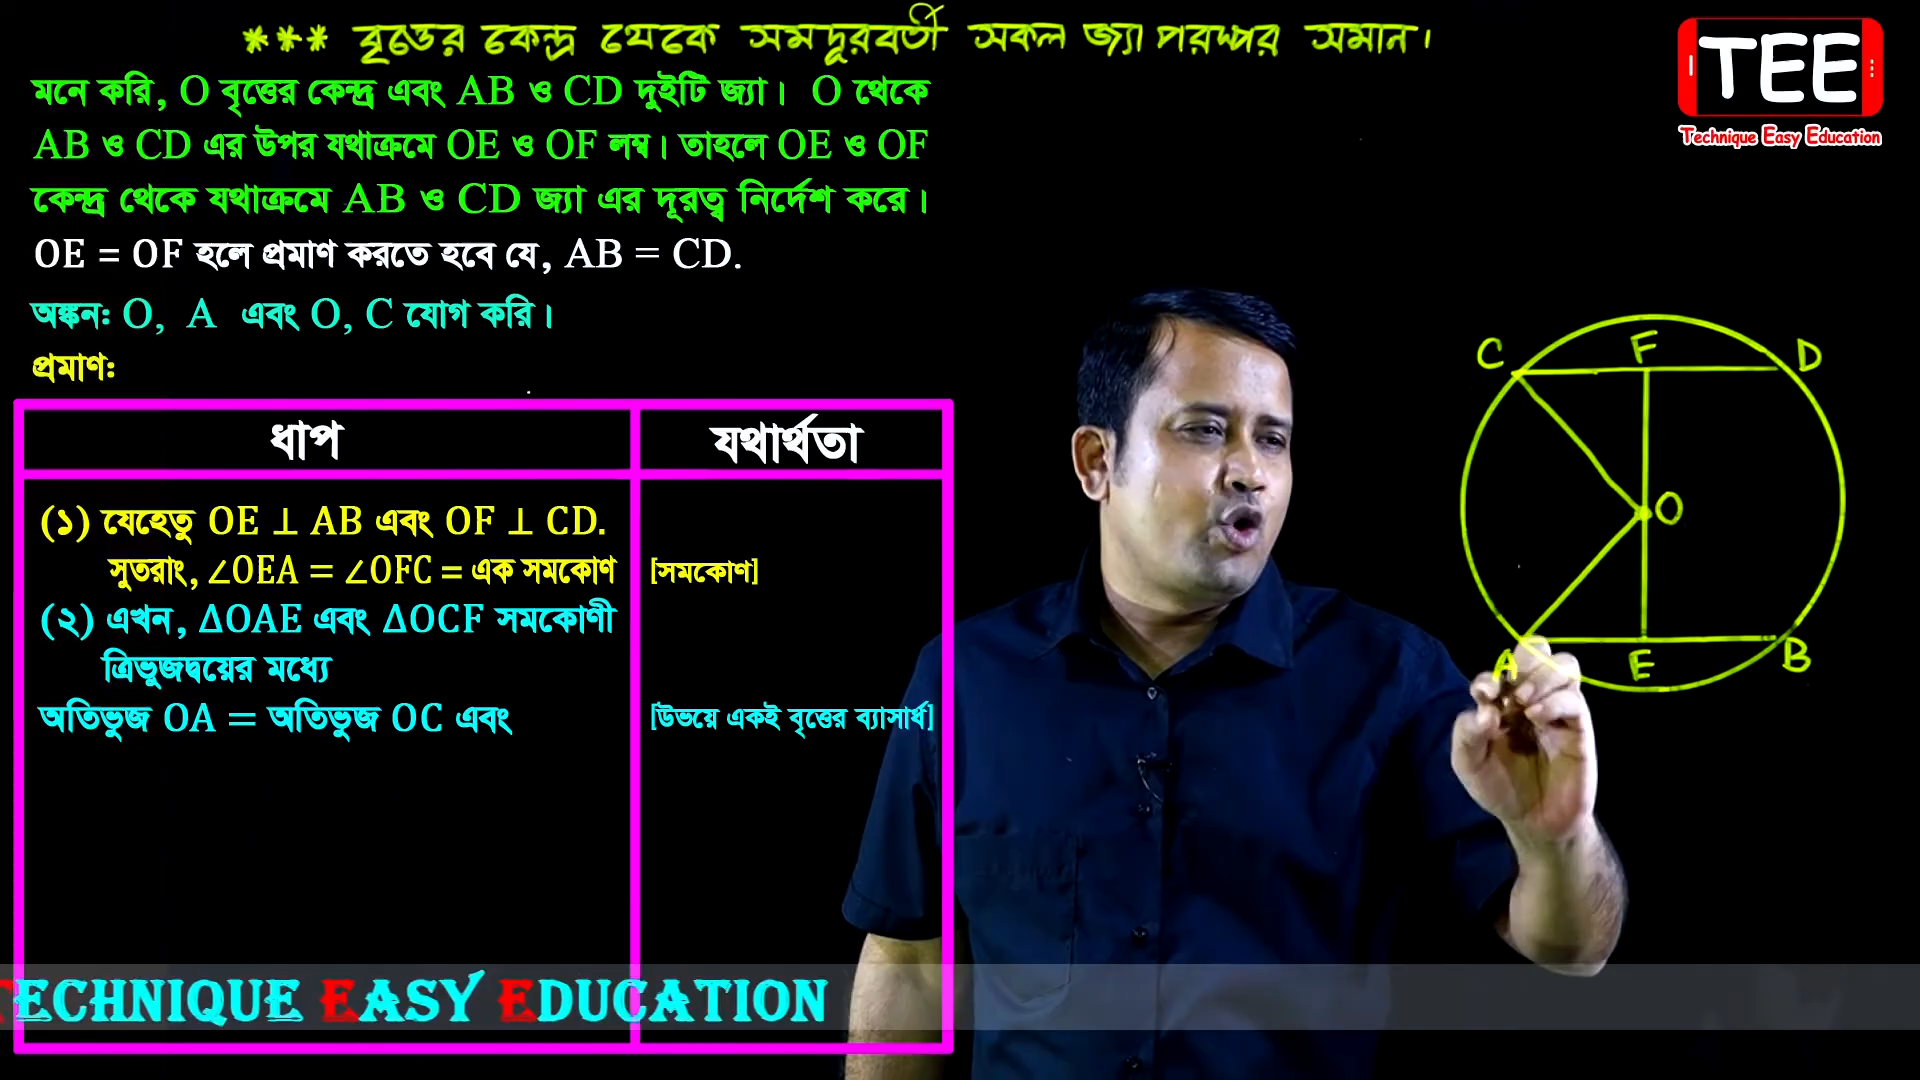 *** বৃত্তের কেন্দ্র থেকে সমদূরবর্তী সকল জ্যা পরস্পর সমান।
TEE
Technique Easy Education
মনে করি, O বৃত্তের কেন্দ্র এবং AB ও CD দুইটি জ্যা। O থেকে
AB ও CD এর উপর যথাক্রমে OE ও OF লম্ব। তাহলে OE ও OF
কেন্দ্র থেকে যথাক্রমে AB ও CD জ্যা এর দূরত্ব নির্দেশ করে।
OE = OF হলে প্রমাণ করতে হবে যে, AB = CD.
অঙ্কন: O, A এবং O, C যোগ করি।
প্রমাণ:
ধাপ যথার্থতা
(১) যেহেতু OE ⊥ AB এবং OF ⊥ CD.
সুতরাং, ∠OEA = ∠OFC = এক সমকোণ [সমকোণ]
(২) এখন, ΔOAE এবং ΔOCF সমকোণী
ত্রিভুজদ্বয়ের মধ্যে
অতিভুজ OA = অতিভুজ OC এবং [উভয়ে একই বৃত্তের ব্যাসার্ধ]
C F D
O
A E B
TECHNIQUE EASY EDUCATION